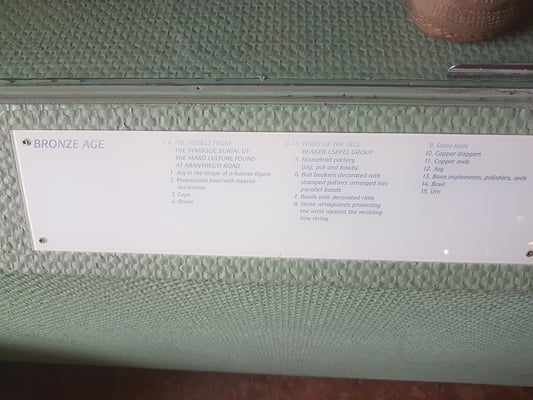 BRONZE AGE
1-4. THE VESSELS FROM
THE SYMBOLIC BURIAL OF
THE MAKÓ CULTURE FOUND
AT ARANYHEGYI ROAD
1. Jug in the shape of a human figure
2. Pedestalled bowl with interior
decoration
3. Cups
4. Bowls
5-15. FINDS OF THE BELL
BEAKER-CSEPEL GROUP
5. Household pottery
(jug, pot and bowls)
6. Bell beakers decorated with
stamped patterns arranged into
parallel bands
7. Bowls with decorated rims
8. Stone wristguards protecting
the wrist against the recoiling
bow string
9. Stone knife
10. Copper daggers
11. Copper awls
12. Jug
13. Bone implements, polishers, awls
14. Bowl
15. Urn